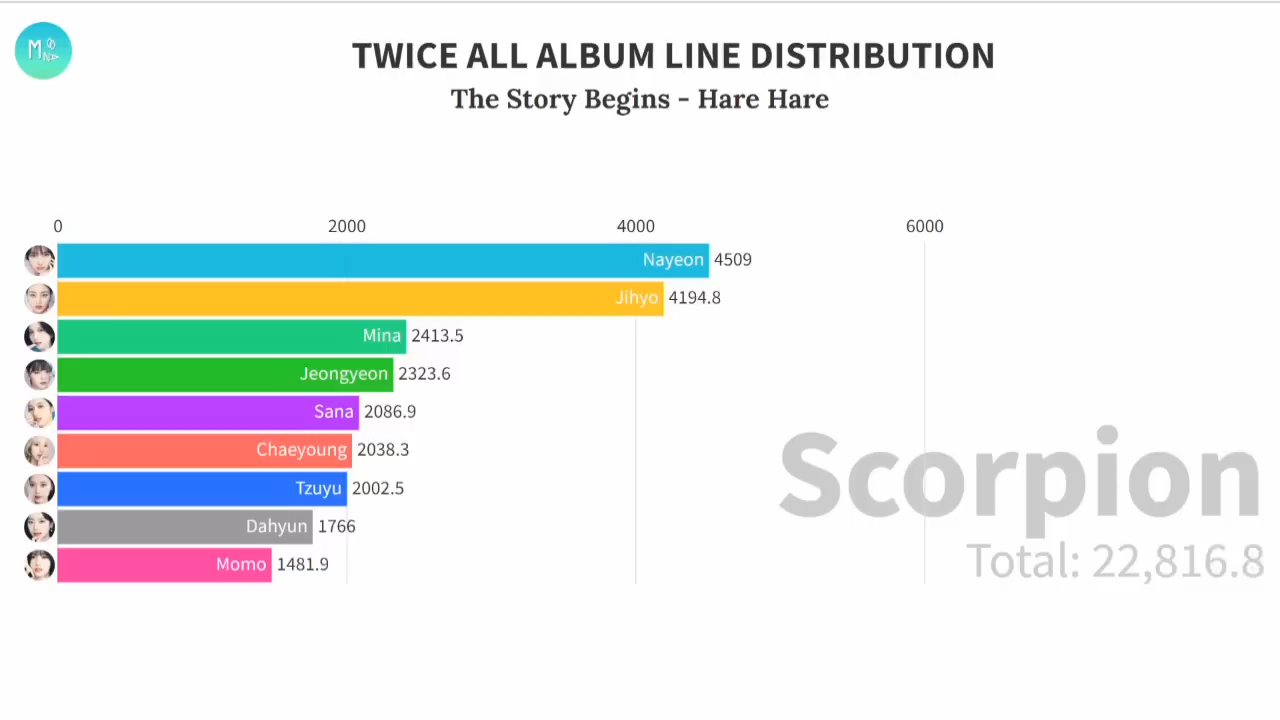 TWICE ALL ALBUM LINE DISTRIBUTION
The Story Begins - Hare Hare
0 2000 4000 6000
Nayeon 4509
Jihyo 4194.8
Mina 2413.5
Jeongyeon 2323.6
Sana 2086.9
Chaeyoung 2038.3
Tzuyu 2002.5
Dahyun 1766
Momo 1481.9
Scorpion
Total: 22,816.8